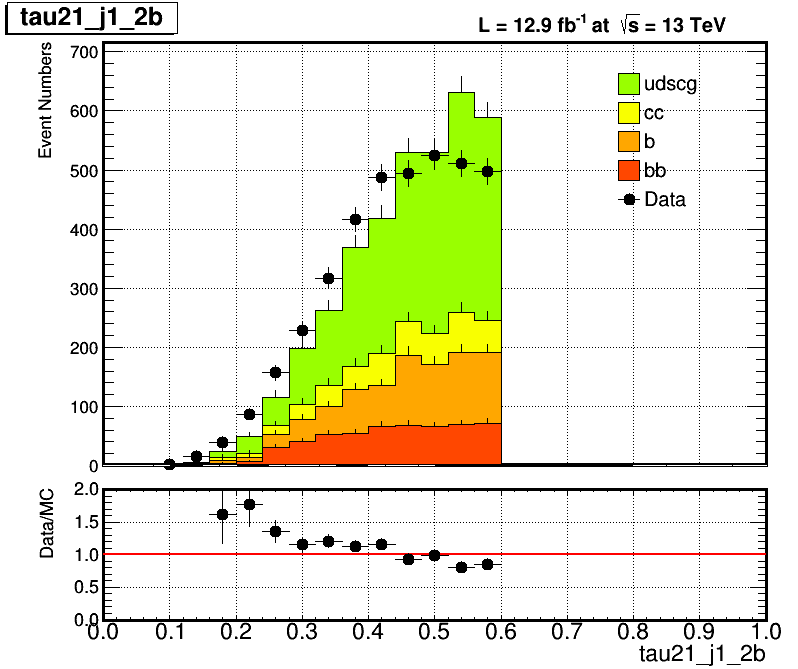 tau21_j1_2b
L = 12.9 fb⁻¹ at √s = 13 TeV
Event Numbers
700
600
500
400
300
200
100
0
udscg
cc
b
bb
Data
Data/MC
2.0
1.5
1.0
0.5
0.0
0.0 0.1 0.2 0.3 0.4 0.5 0.6 0.7 0.8 0.9 1.0
tau21_j1_2b